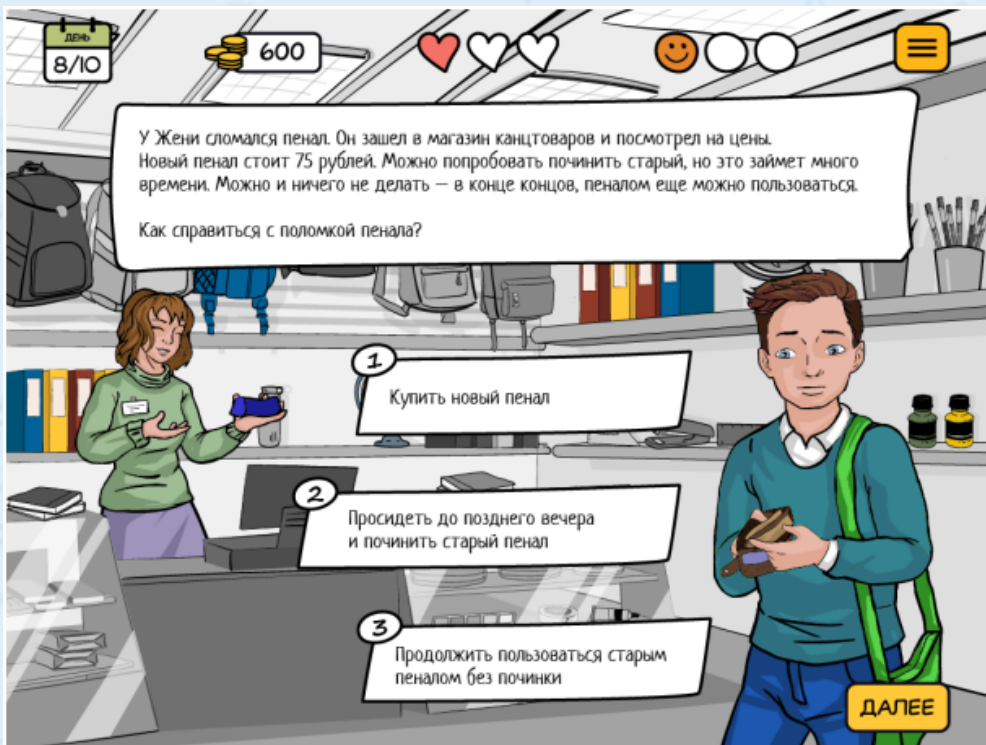 ДЕНЬ
8/10
600
У Жени сломался пенал. Он зашел в магазин канцтоваров и посмотрел на цены.
Новый пенал стоит 75 рублей. Можно попробовать починить старый, но это займет много
времени. Можно и ничего не делать – в конце концов, пеналом еще можно пользоваться.
Как справиться с поломкой пенала?
1
Купить новый пенал
2
Просидеть до позднего вечера
и починить старый пенал
3
Продолжить пользоваться старым
пеналом без починки
ДАЛЕЕ